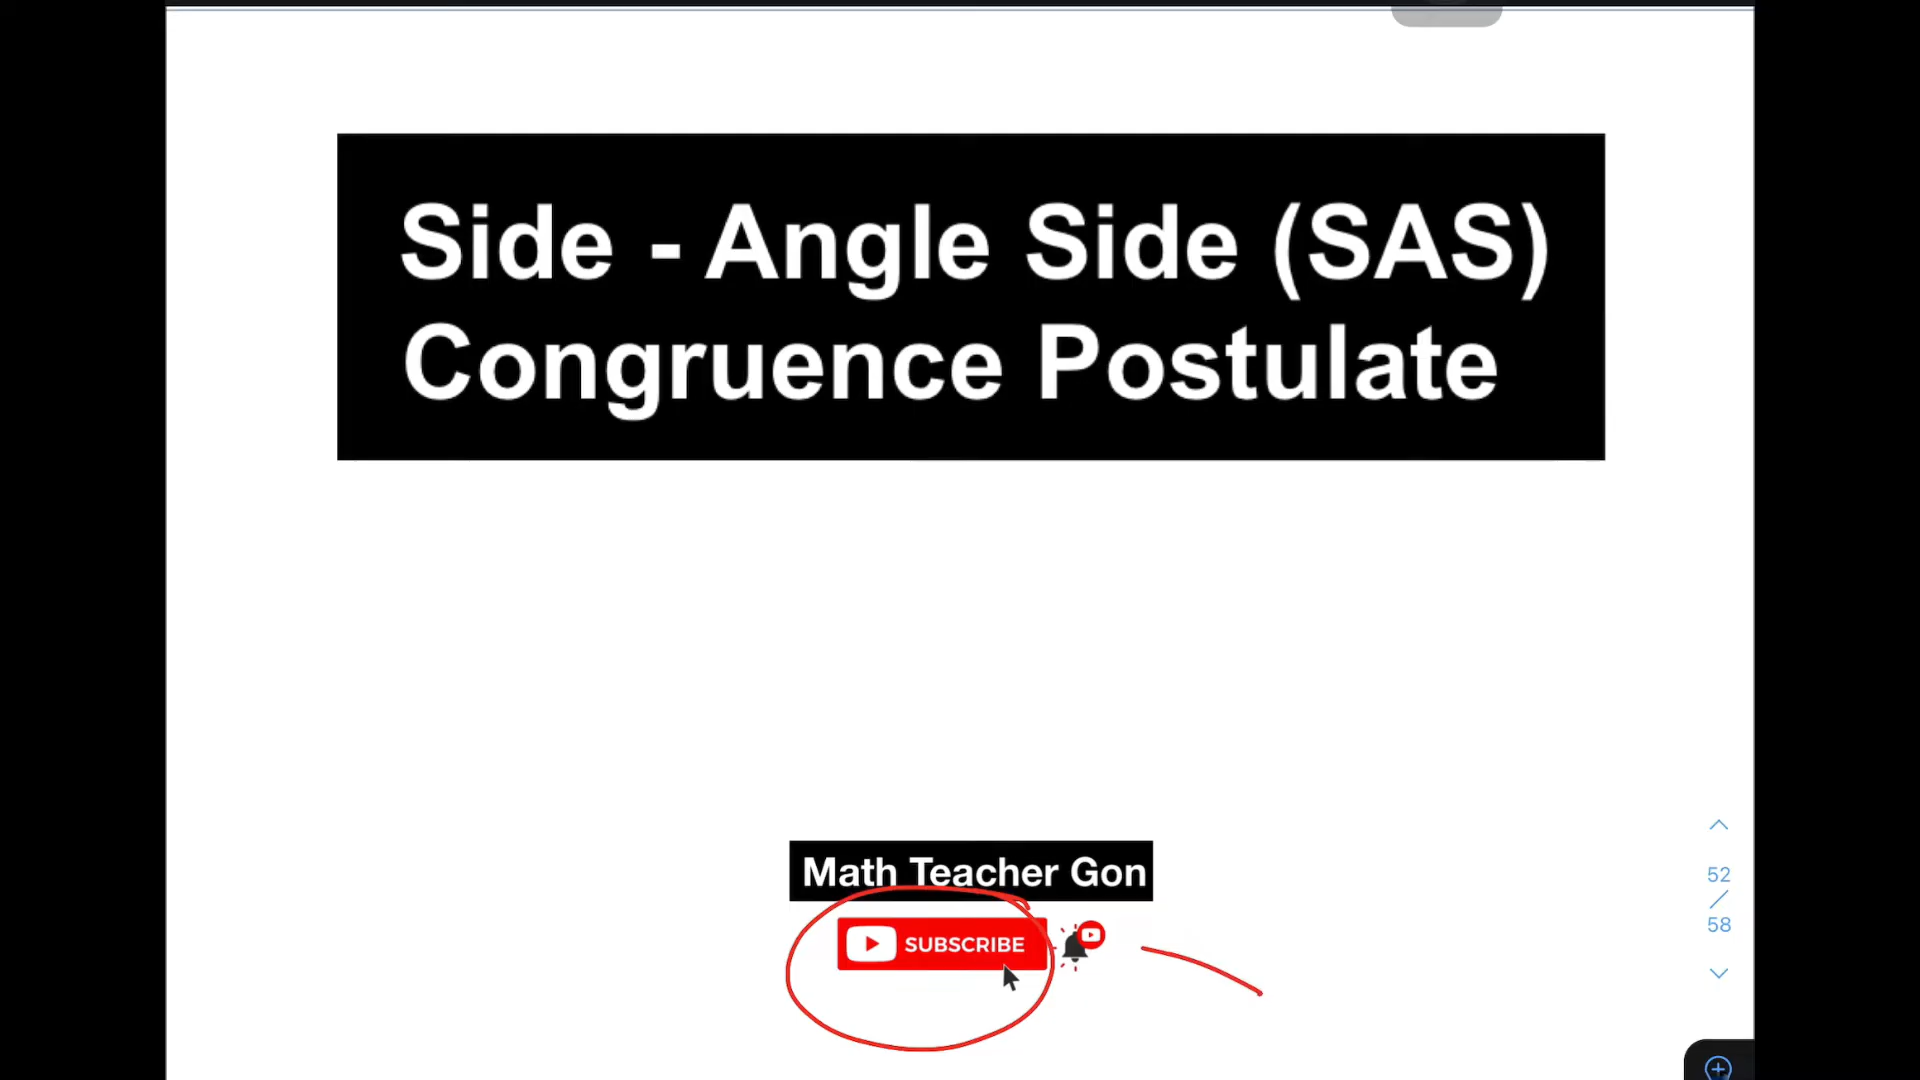 Side - Angle Side (SAS)
Congruence Postulate
Math Teacher Gon
SUBSCRIBE
52
/
58